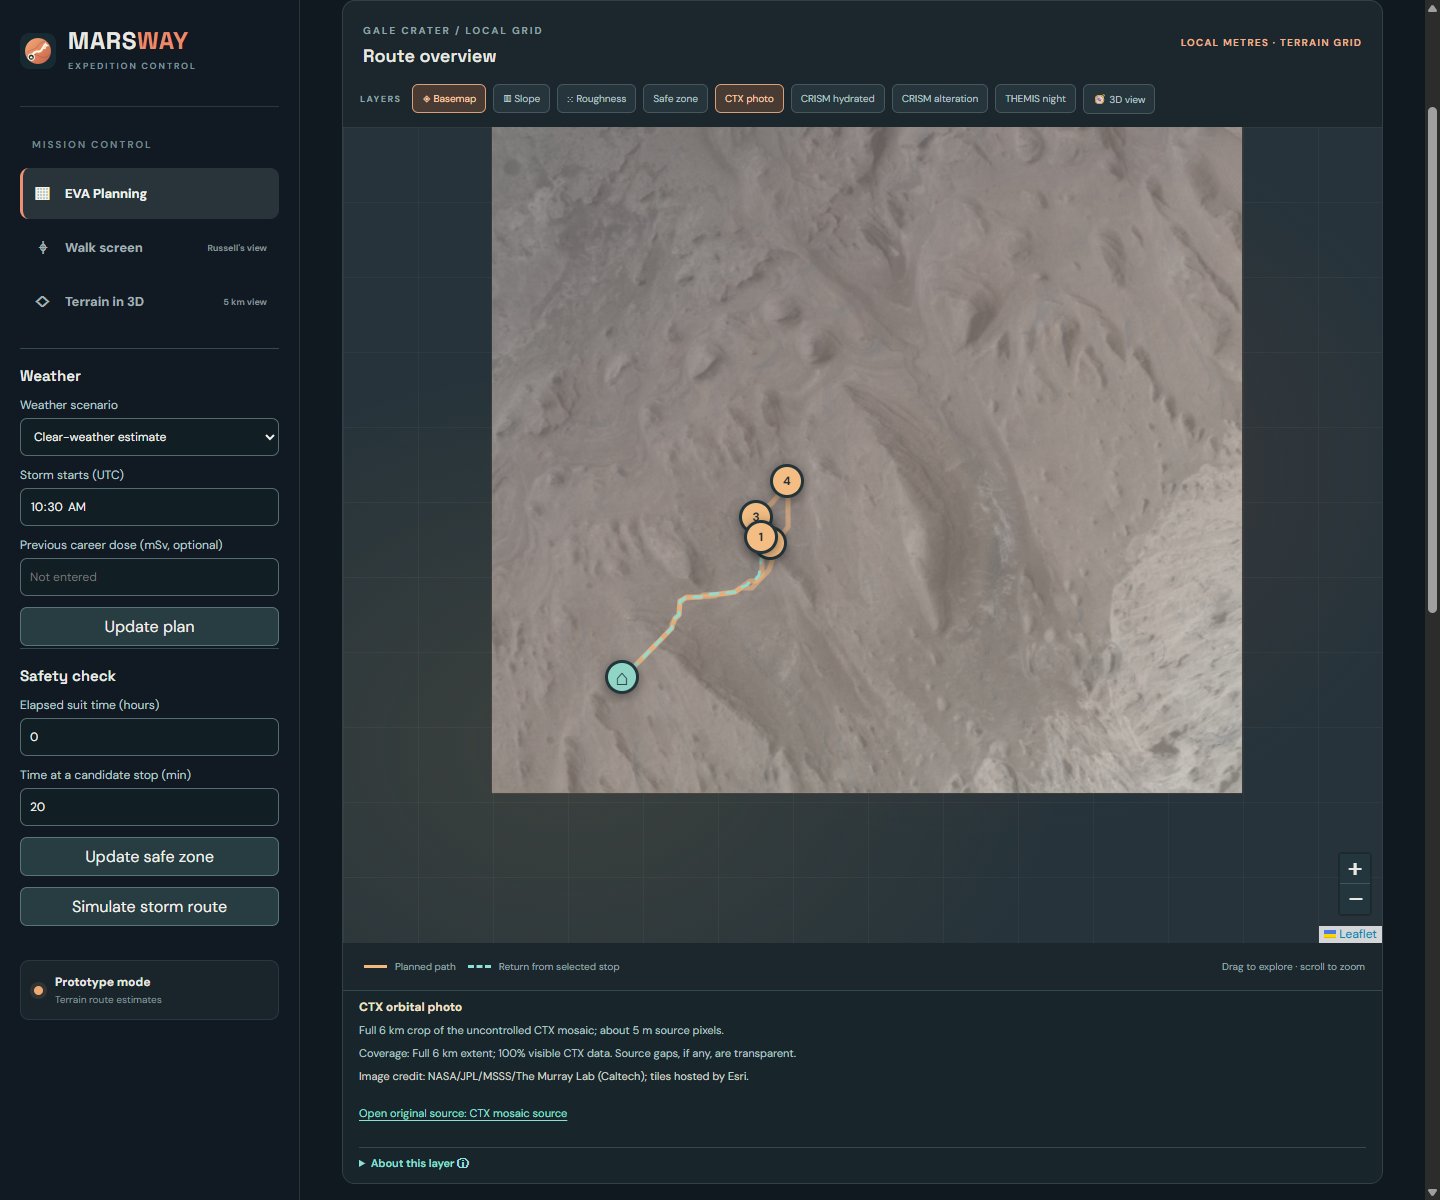 MARSWAY
EXPEDITION CONTROL
MISSION CONTROL
EVA Planning
Walk screen
Russell's view
Terrain in 3D
5 km view
Weather
Weather scenario
Clear-weather estimate
Storm starts (UTC)
10:30 AM
Previous career dose (mSv, optional)
Not entered
Update plan
Safety check
Elapsed suit time (hours)
0
Time at a candidate stop (min)
20
Update safe zone
Simulate storm route
Prototype mode
Terrain route estimates
GALE CRATER / LOCAL GRID
Route overview
LOCAL METRES · TERRAIN GRID
LAYERS
Basemap
Slope
Roughness
Safe zone
CTX photo
CRISM hydrated
CRISM alteration
THEMIS night
3D view
4
3
1
+
−
Leaflet
Planned path
Return from selected stop
Drag to explore · scroll to zoom
CTX orbital photo
Full 6 km crop of the uncontrolled CTX mosaic; about 5 m source pixels.
Coverage: Full 6 km extent; 100% visible CTX data. Source gaps, if any, are transparent.
Image credit: NASA/JPL/MSSS/The Murray Lab (Caltech); tiles hosted by Esri.
Open original source: CTX mosaic source
About this layer ⓘ